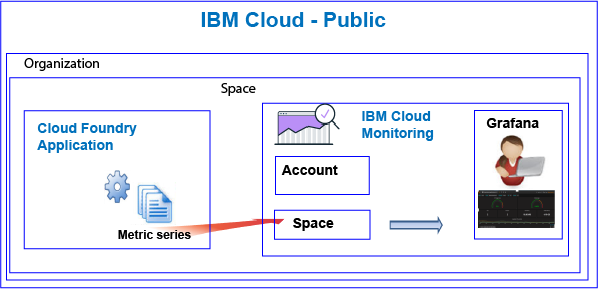 IBM Cloud - Public
Organization
Space
Cloud Foundry
Application
Metric series
IBM Cloud
Monitoring
Account
Space
Grafana